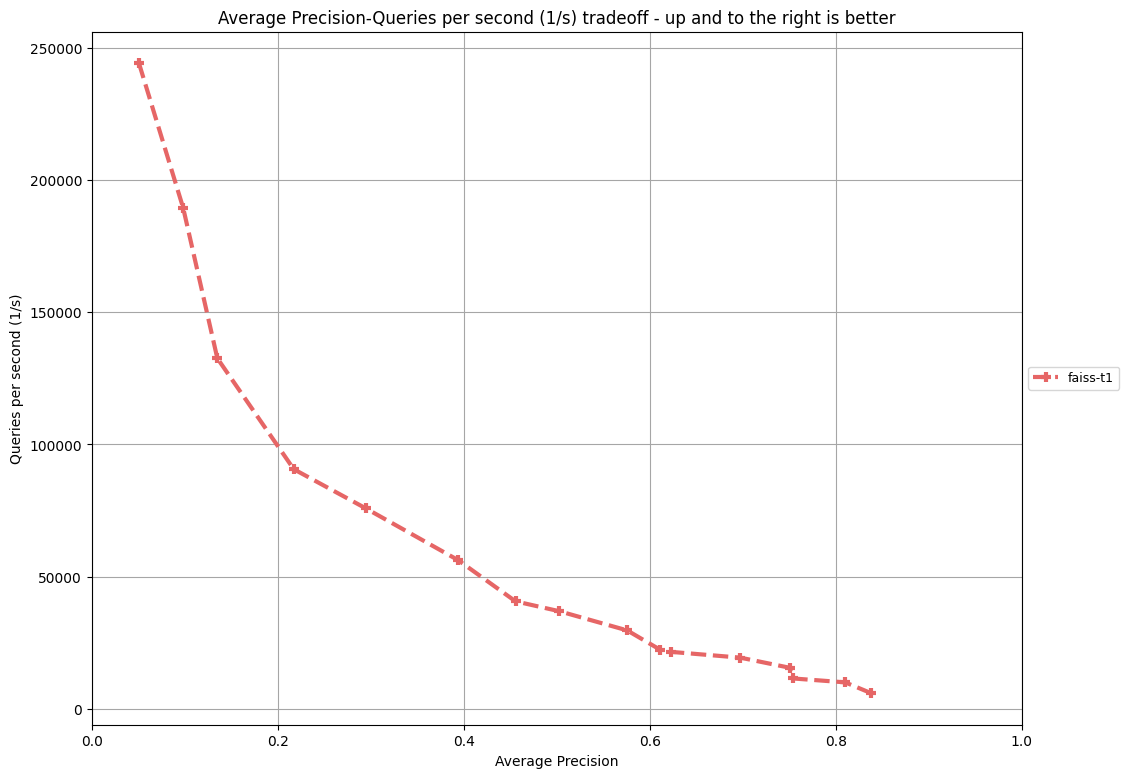 Average Precision-Queries per second (1/s) tradeoff - up and to the right is better
250000
200000
150000
100000
50000
0
Queries per second (1/s)
0.0 0.2 0.4 0.6 0.8 1.0
Average Precision
faiss-t1